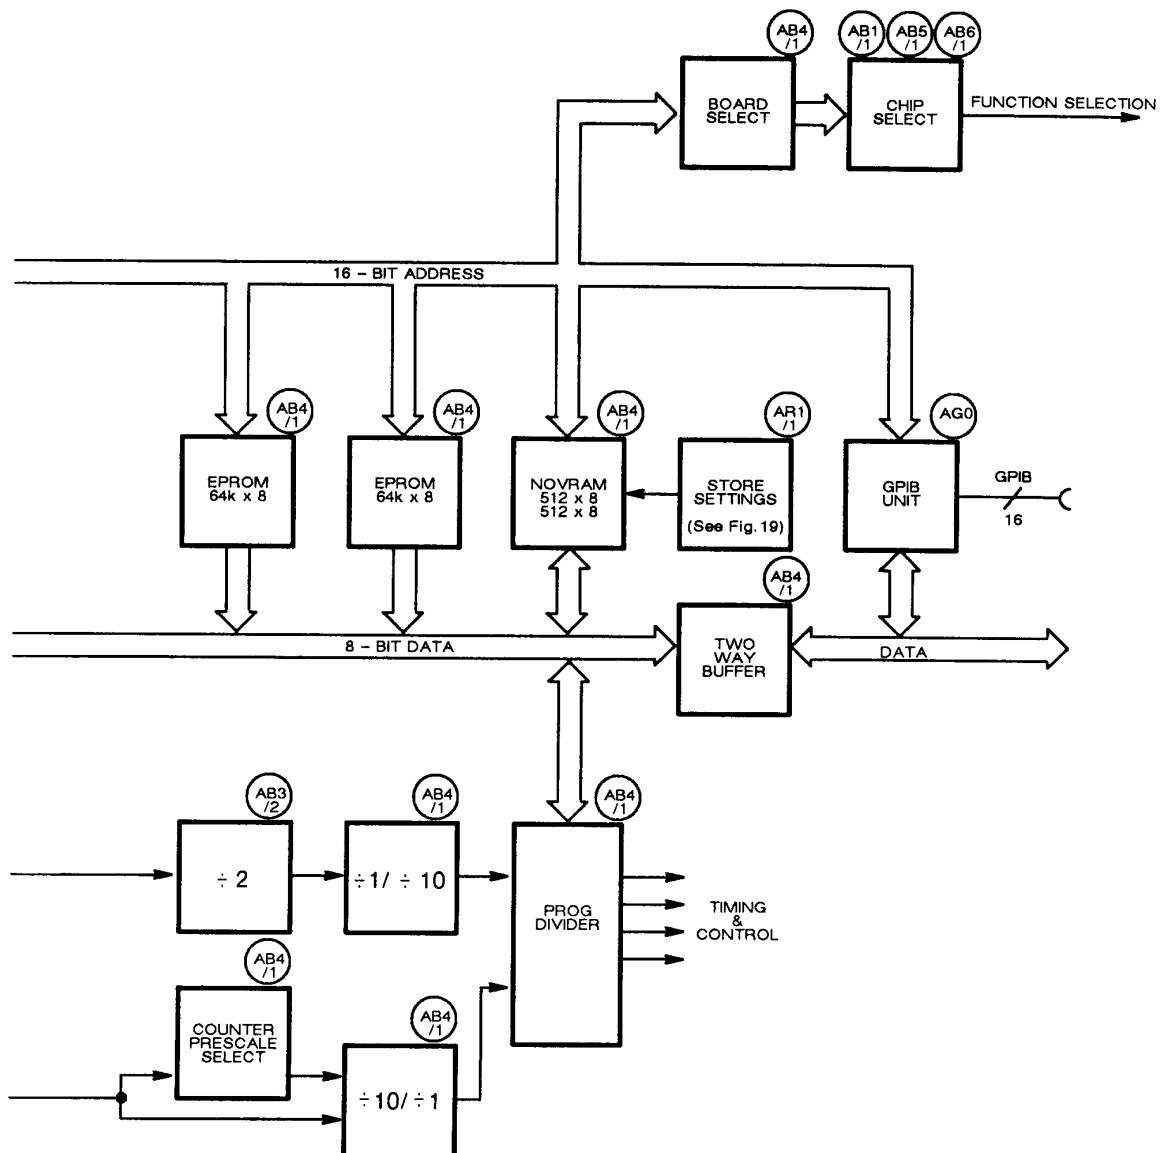 AB4
/1
AB1
/1
AB5
/1
AB6
/1
BOARD
SELECT
CHIP
SELECT
FUNCTION SELECTION
16 - BIT ADDRESS
AB4
/1
AB4
/1
AB4
/1
AR1
/1
AG0
EPROM
64k x 8
EPROM
64k x 8
NOVRAM
512 x 8
512 x 8
STORE
SETTINGS
(See Fig. 19)
GPIB
UNIT
GPIB
16
AB4
/1
8 - BIT DATA
TWO
WAY
BUFFER
DATA
AB3
/2
AB4
/1
AB4
/1
÷ 2
÷1/ ÷ 10
PROG
DIVIDER
TIMING
&
CONTROL
AB4
/1
AB4
/1
COUNTER
PRESCALE
SELECT
÷10/ ÷1